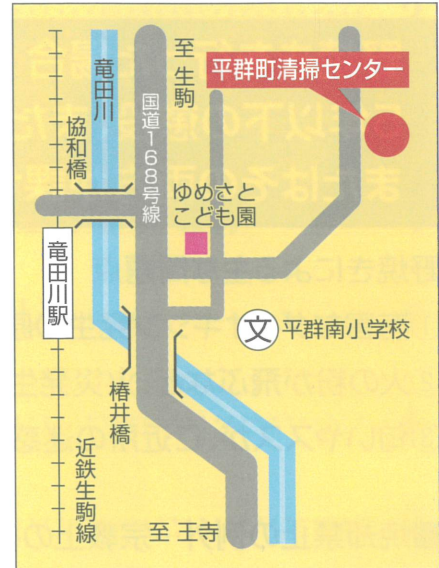 至 生駒
平群町清掃センター
竜田川
国道168号線
協和橋
ゆめさと
こども園
竜田川駅
文
平群南小学校
椿井橋
近鉄生駒線
至 王寺